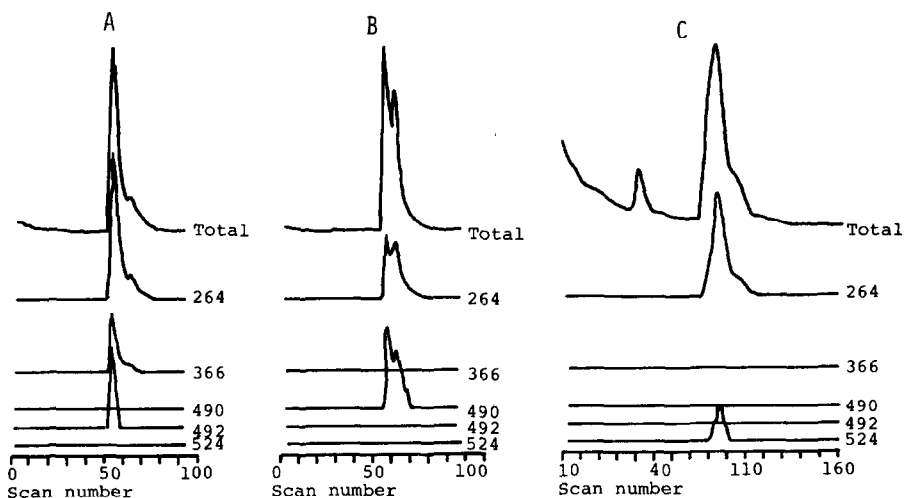 A B C
Total Total Total
264 264 264
366 366 366
490 490 490
492 492 492
524 524 524
0 50 100 0 50 100 10 40 110 160
Scan number Scan number Scan number